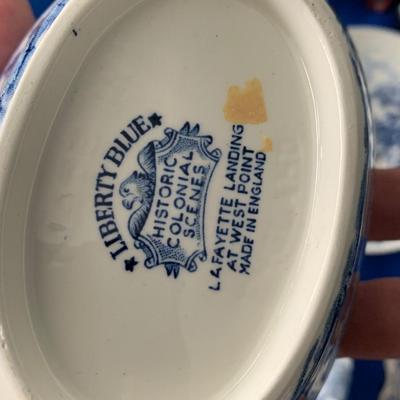 ★ LIBERTY BLUE ★
HISTORIC
COLONIAL
SCENES
LAFAYETTE LANDING
AT WEST POINT
MADE IN ENGLAND